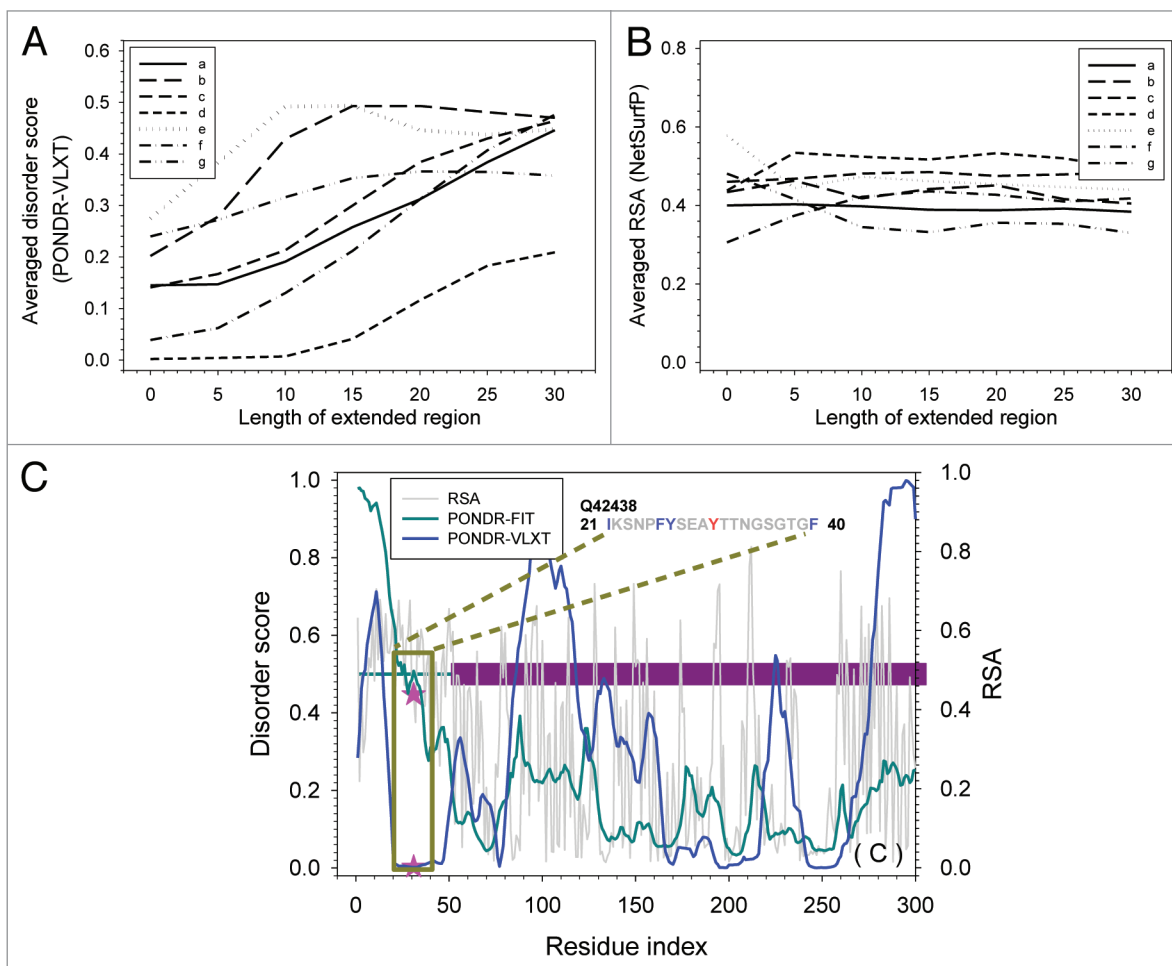 A
Averaged disorder score
(PONDR-VLXT)
0.6
0.5
0.4
0.3
0.2
0.1
0.0
a
b
c
d
e
f
g
0 5 10 15 20 25 30
Length of extended region
B
Averaged RSA (NetSurfP)
0.8
0.6
0.4
0.2
0.0
a
b
c
d
e
f
g
0 5 10 15 20 25 30
Length of extended region
C
Disorder score
1.0
0.8
0.6
0.4
0.2
0.0
RSA
PONDR-FIT
PONDR-VLXT
Q42438
21 IKSNPFYSEAYTTNGSGTGF 40
1.0
0.8
0.6
0.4
0.2
0.0
RSA
( C )
0 50 100 150 200 250 300
Residue index